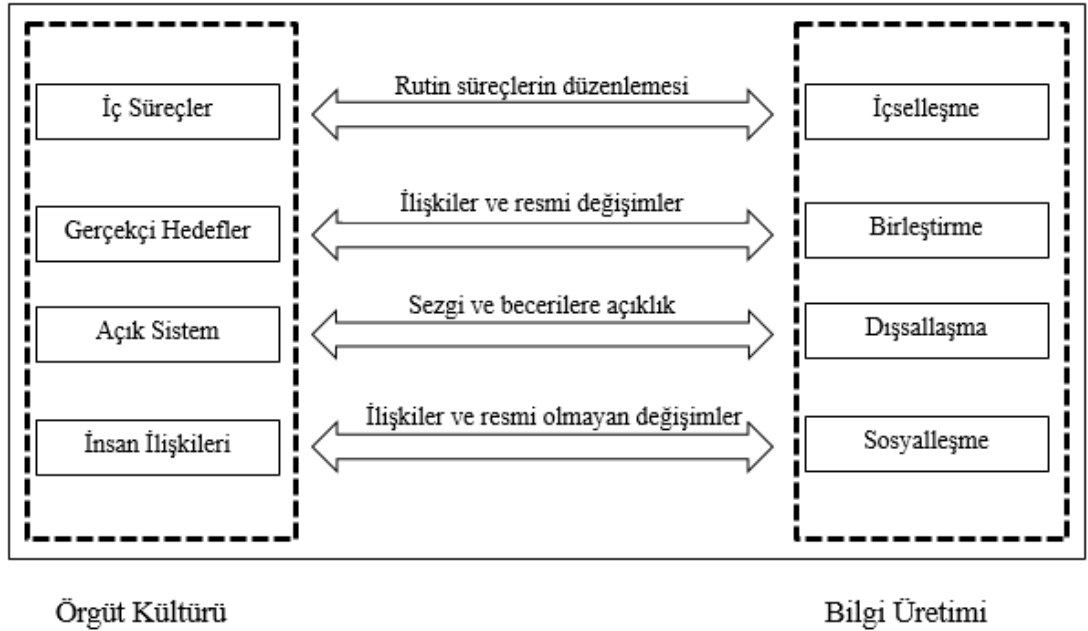 Rutin süreçlerin düzenlemesi
İç Süreçler
İçselleşme
İlişkiler ve resmi değişimler
Gerçekçi Hedefler
Birleştirme
Sezgi ve becerilere açıklık
Açık Sistem
Dışsallaşma
İlişkiler ve resmi olmayan değişimler
İnsan İlişkileri
Sosyalleşme
Örgüt Kültürü
Bilgi Üretimi